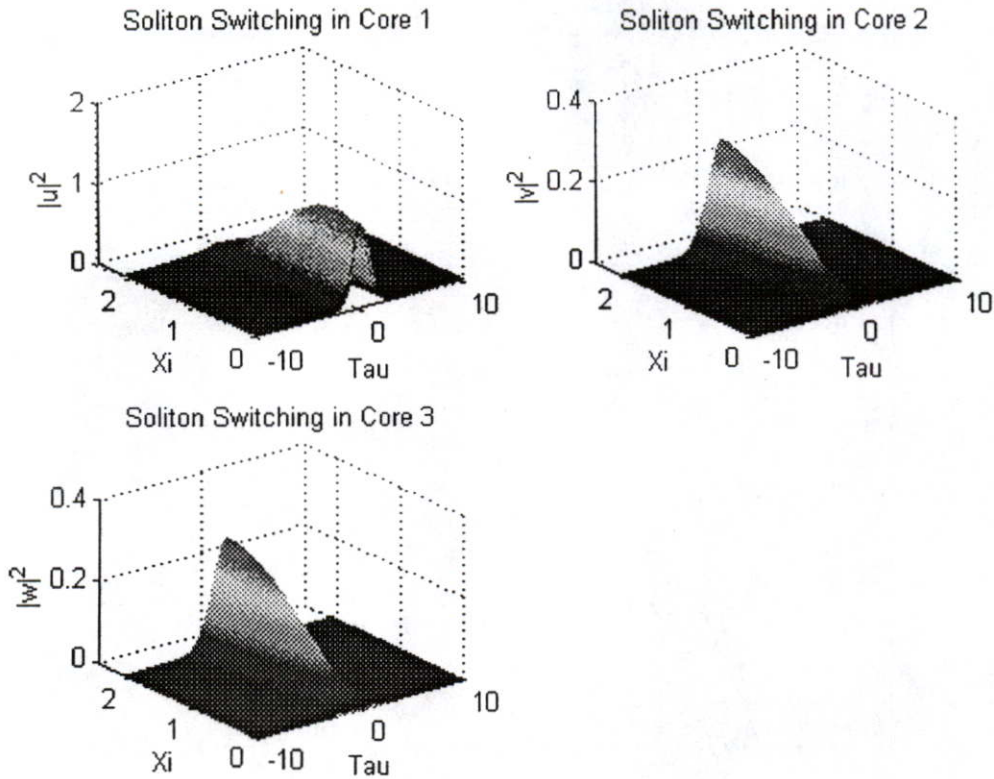 Soliton Switching in Core 1
2
1
0
|u|^2
2
1
0
Xi
-10
0
10
Tau
Soliton Switching in Core 2
0.4
0.2
0
|v|^2
2
1
0
Xi
-10
0
10
Tau
Soliton Switching in Core 3
0.4
0.2
0
|w|^2
2
1
0
Xi
-10
0
10
Tau